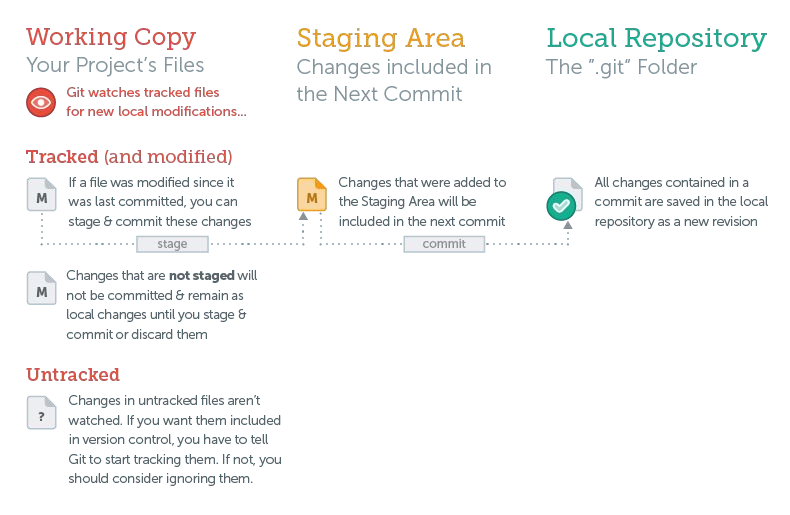 Working Copy
Your Project's Files
Git watches tracked files
for new local modifications...
Staging Area
Changes included in
the Next Commit
Local Repository
The ”.git“ Folder
Tracked (and modified)
M
If a file was modified since it
was last committed, you can
stage & commit these changes
M
Changes that were added to
the Staging Area will be
included in the next commit
All changes contained in a
commit are saved in the local
repository as a new revision
stage
commit
M
Changes that are not staged will
not be committed & remain as
local changes until you stage &
commit or discard them
Untracked
?
Changes in untracked files aren't
watched. If you want them included
in version control, you have to tell
Git to start tracking them. If not, you
should consider ignoring them.